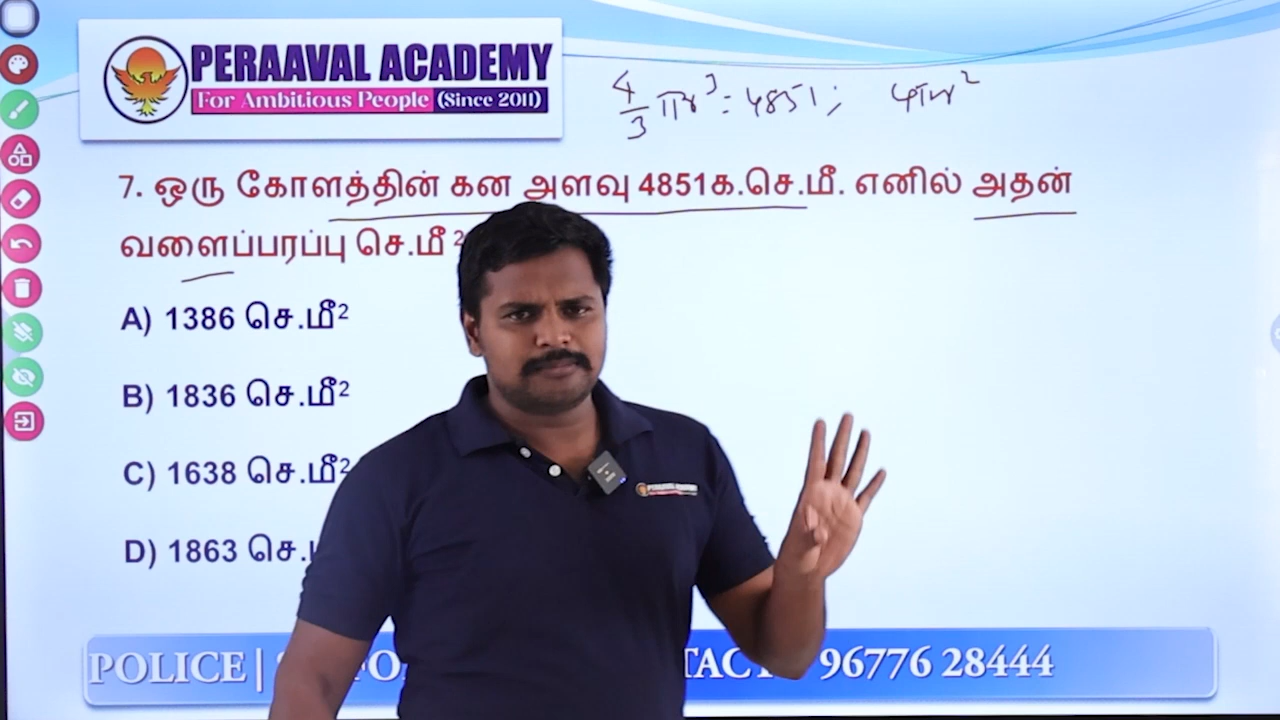 PERAAVAL ACADEMY
For Ambitious People (Since 2011)
4/3 πr³ = 4851 ; 4πr²
7. ஒரு கோளத்தின் கன அளவு 4851க.செ.மீ. எனில் அதன்
வளைப்பரப்பு செ.மீ ²
A) 1386 செ.மீ²
B) 1836 செ.மீ²
C) 1638 செ.மீ²
D) 1863 செ.
POLICE |
96776 28444